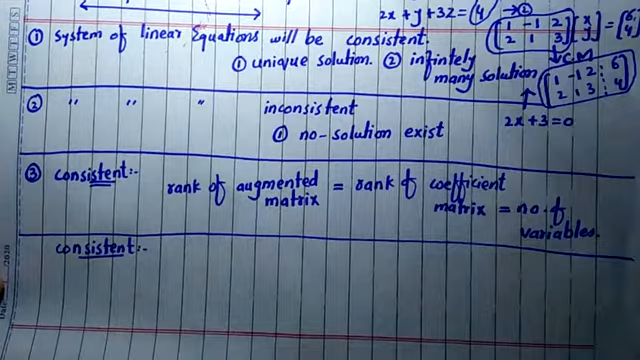 2x + y + 3z = 4 → ②
[1 -1 2
2 1 3] [x
y = [6
4]
① system of linear Equations will be consistent.
① unique solution. ② infintely
many solution
C.M
[1 -1 2 : 6
2 1 3 : 4]
2x + 3 = 0
② " " " inconsistent
① no-solution exist
③ consistent:-
rank of augmented
matrix = rank of coefficient
matrix = no. of
variables.
consistent:-
M T W T F S
Date /2020